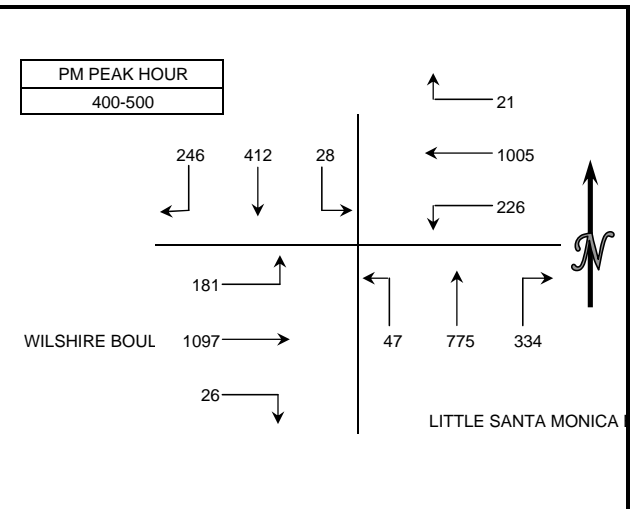 PM PEAK HOUR
400-500
21
246 412 28
1005
226
N
181
WILSHIRE BOUL 1097
47 775 334
26
LITTLE SANTA MONICA